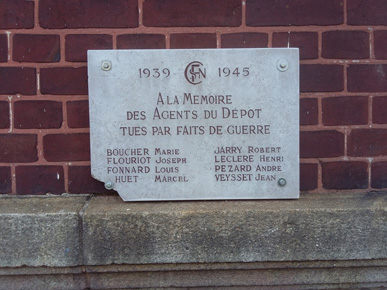 1939 SNCF 1945
A LA MEMOIRE
DES AGENTS DU DÉPOT
TUES PAR FAITS DE GUERRE
BOUCHER MARIE JARRY ROBERT
FLOURIOT JOSEPH LECLERE HENRI
FONNARD LOUIS PEZARD ANDRE
HUET MARCEL VEYSSET JEAN